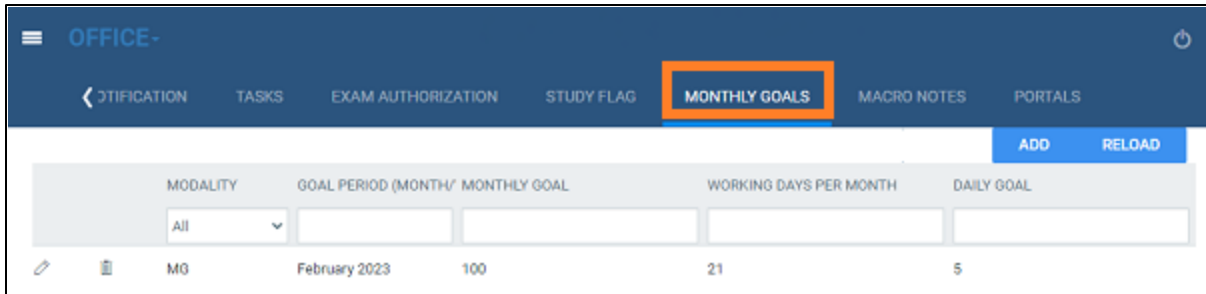 OFFICE-
OTIFICATION TASKS EXAM AUTHORIZATION STUDY FLAG MONTHLY GOALS MACRO NOTES PORTALS
ADD RELOAD
MODALITY GOAL PERIOD (MONTH/ MONTHLY GOAL WORKING DAYS PER MONTH DAILY GOAL
All
MG February 2023 100 21 5